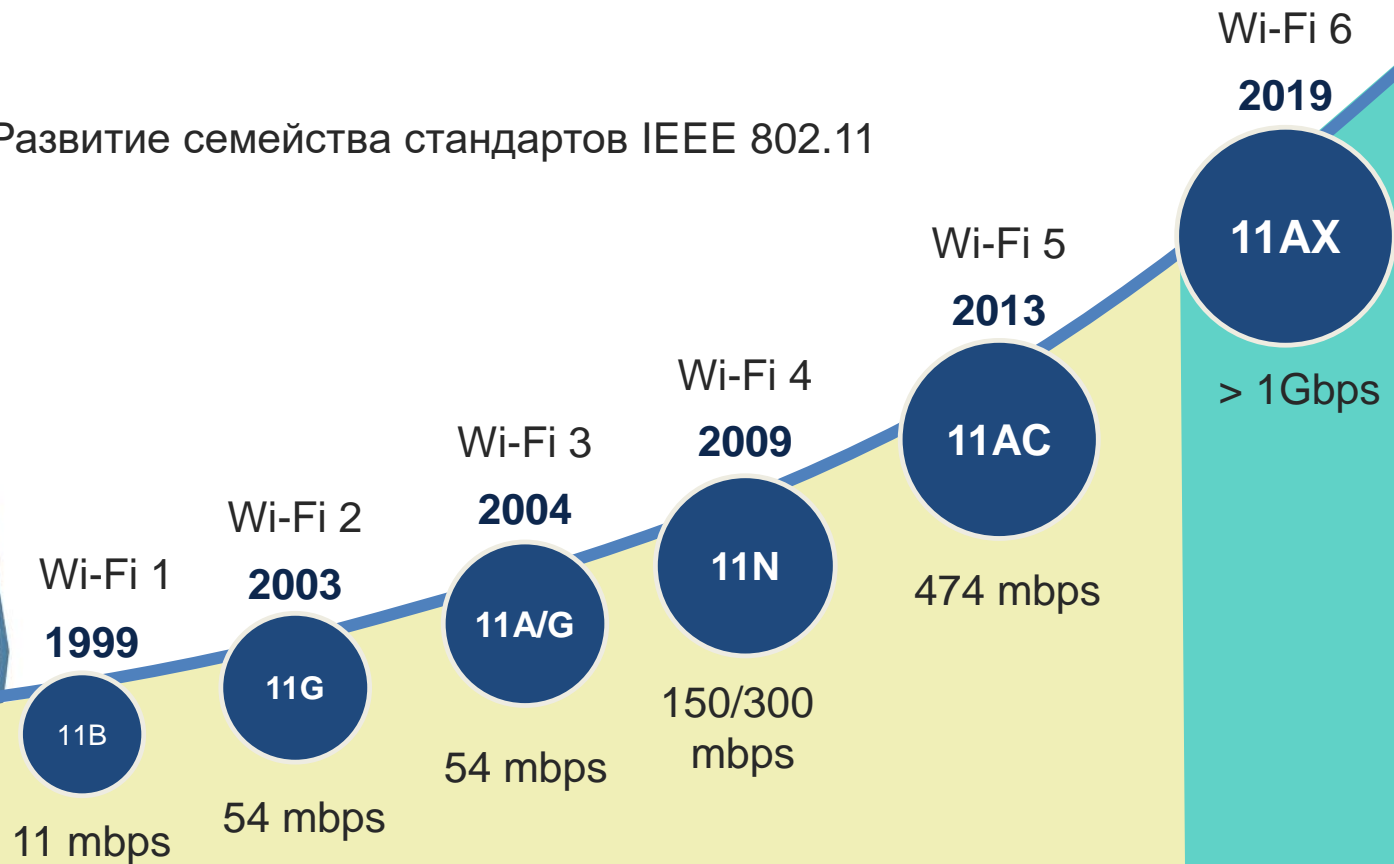 Развитие семейства стандартов IEEE 802.11
Wi-Fi 1
1999
11B
11 mbps
Wi-Fi 2
2003
11G
54 mbps
Wi-Fi 3
2004
11A/G
54 mbps
Wi-Fi 4
2009
11N
150/300
mbps
Wi-Fi 5
2013
11AC
474 mbps
Wi-Fi 6
2019
11AX
> 1Gbps